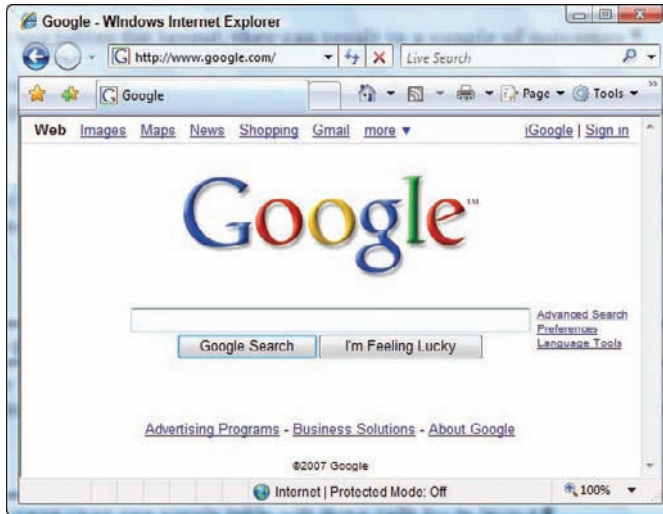 Google - Windows Internet Explorer
http://www.google.com/ Live Search
Google Page Tools
Web Images Maps News Shopping Gmail more ▼ iGoogle | Sign in
Google™
Advanced Search
Preferences
Language Tools
Google Search I'm Feeling Lucky
Advertising Programs - Business Solutions - About Google
©2007 Google
Internet | Protected Mode: Off 100%